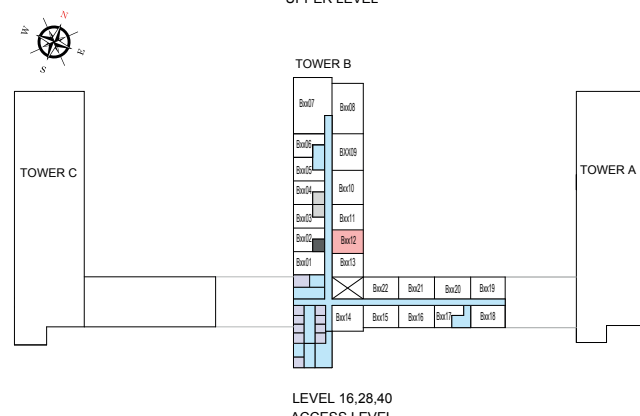 UPPER LEVEL
N
W
E
S
TOWER B
Bxx07
Bxx08
TOWER C
TOWER A
Bxx06
BXX09
Bxx05
Bxx04
Bxx10
Bxx03
Bxx11
Bxx02
Bxx12
Bxx01
Bxx13
Bxx22
Bxx21
Bxx20
Bxx19
Bxx14
Bxx15
Bxx16
Bxx17
Bxx18
LEVEL 16,28,40
ACCESS LEVEL